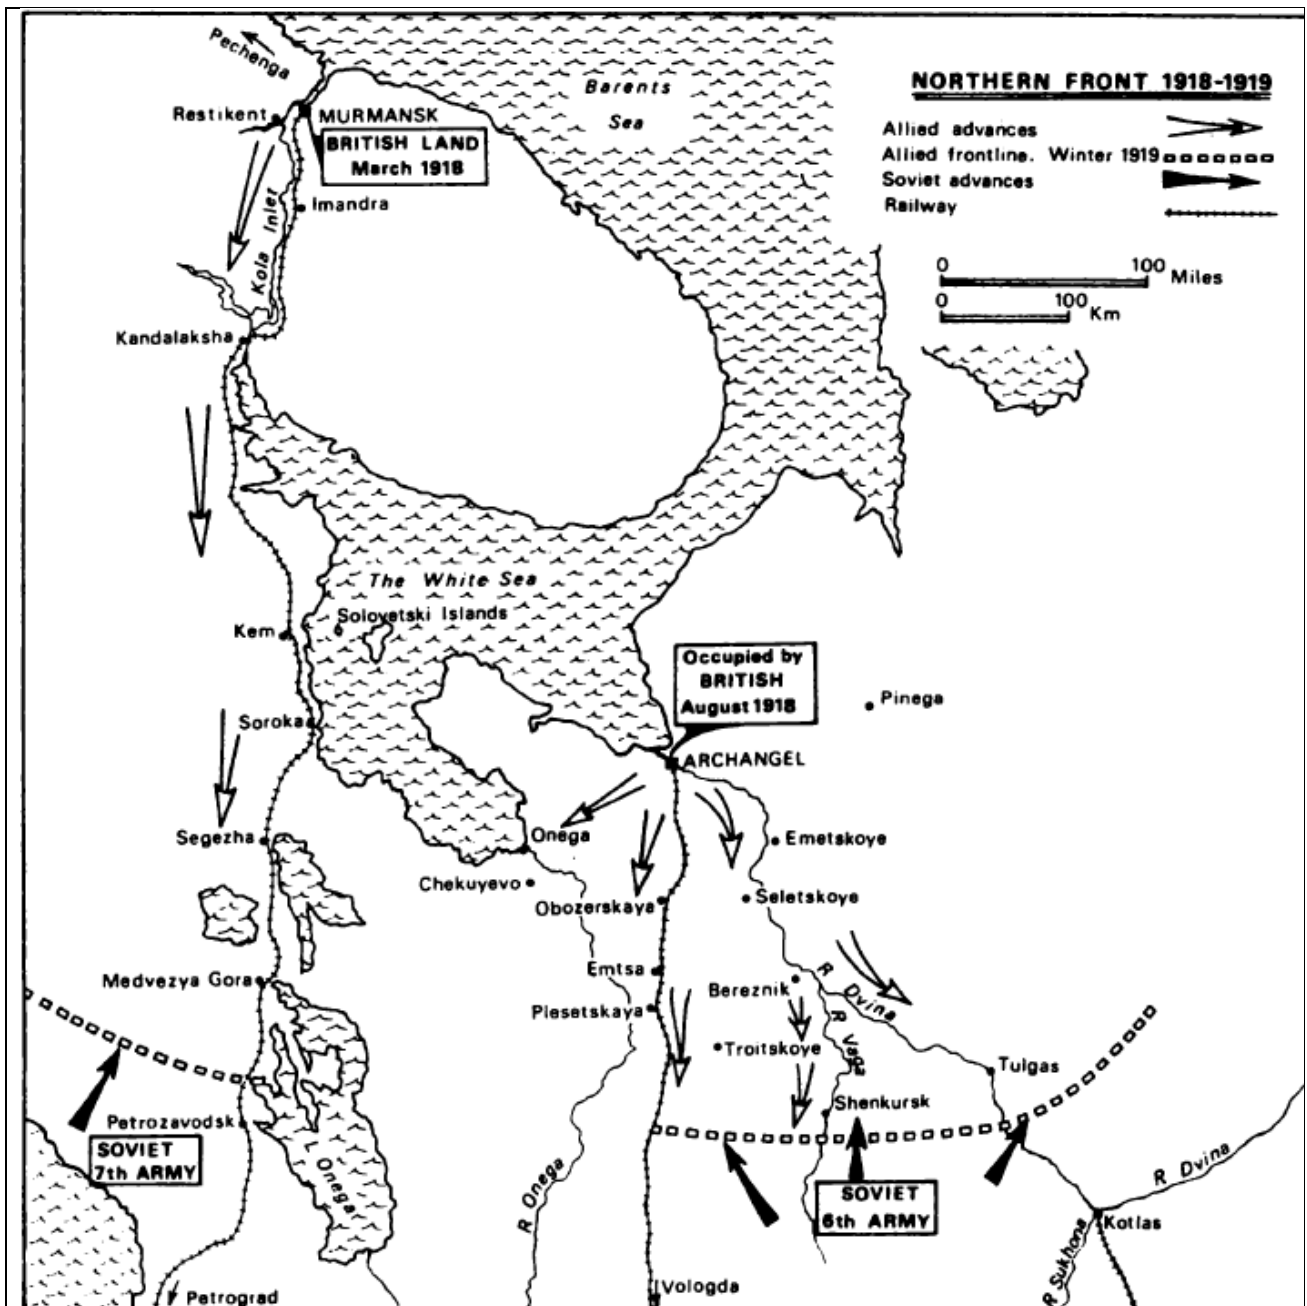 NORTHERN FRONT 1918-1919
Allied advances
Allied frontline. Winter 1919
Soviet advances
Railway
0 100 Miles
0 100 Km
Pechenga
Barents
Sea
Restikent
MURMANSK
BRITISH LAND
March 1918
Imandra
Kola Inlet
Kandalaksha
The White Sea
Solovetski Islands
Kem
Occupied by
BRITISH
August 1918
Pinega
Soroka
ARCHANGEL
Segezha
Onega
Emetskoye
Chekuyevo
Seletskoye
Obozerskaya
Emtsa
Medvezya Gora
Bereznik
R Dvina
Plesetskaya
R Vaga
Troitskoye
Tulgas
Shenkursk
Petrozavodsk
SOVIET
7th ARMY
L Onega
R Onega
SOVIET
6th ARMY
R Dvina
Kotlas
R Sukhona
Vologda
Petrograd